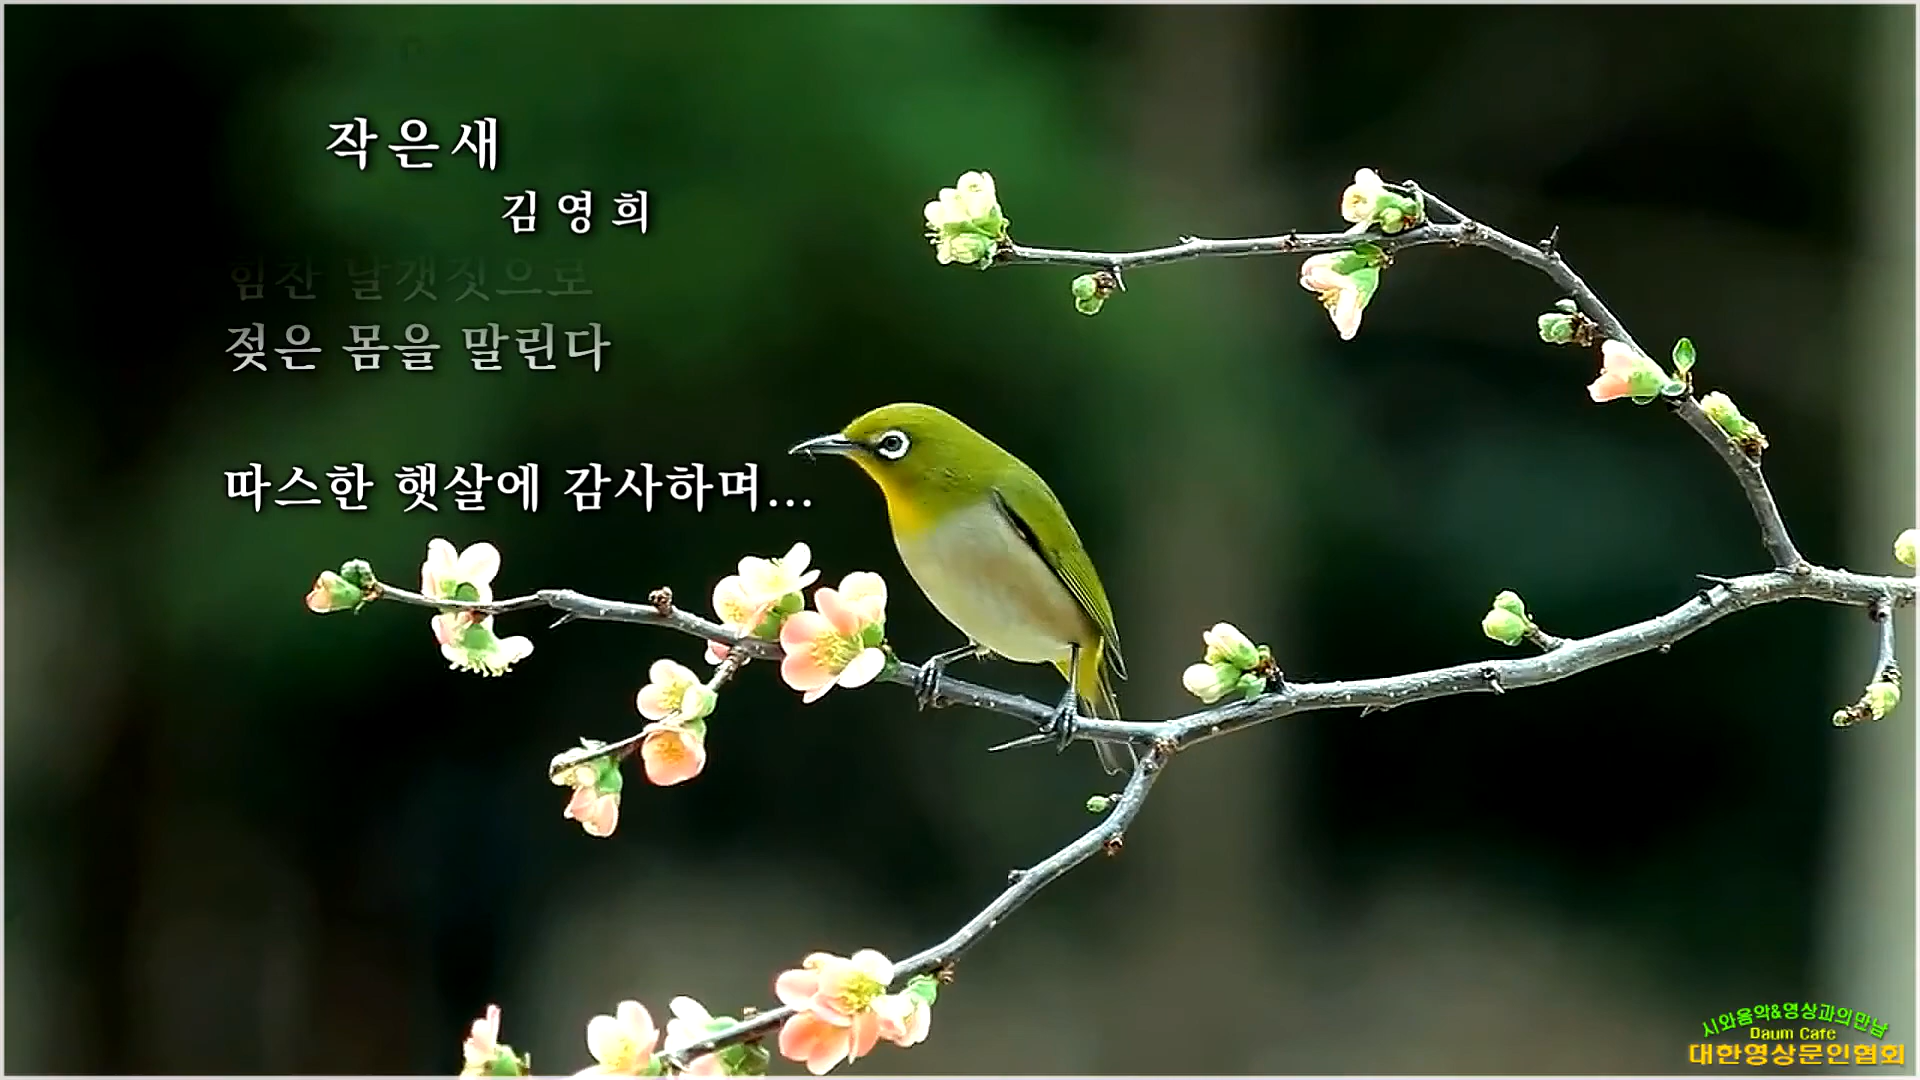 작은새
김영희
힘찬 날갯짓으로
젖은 몸을 말린다
따스한 햇살에 감사하며...
시와음악&영상과의만남
Daum Cafe
대한영상문인협회